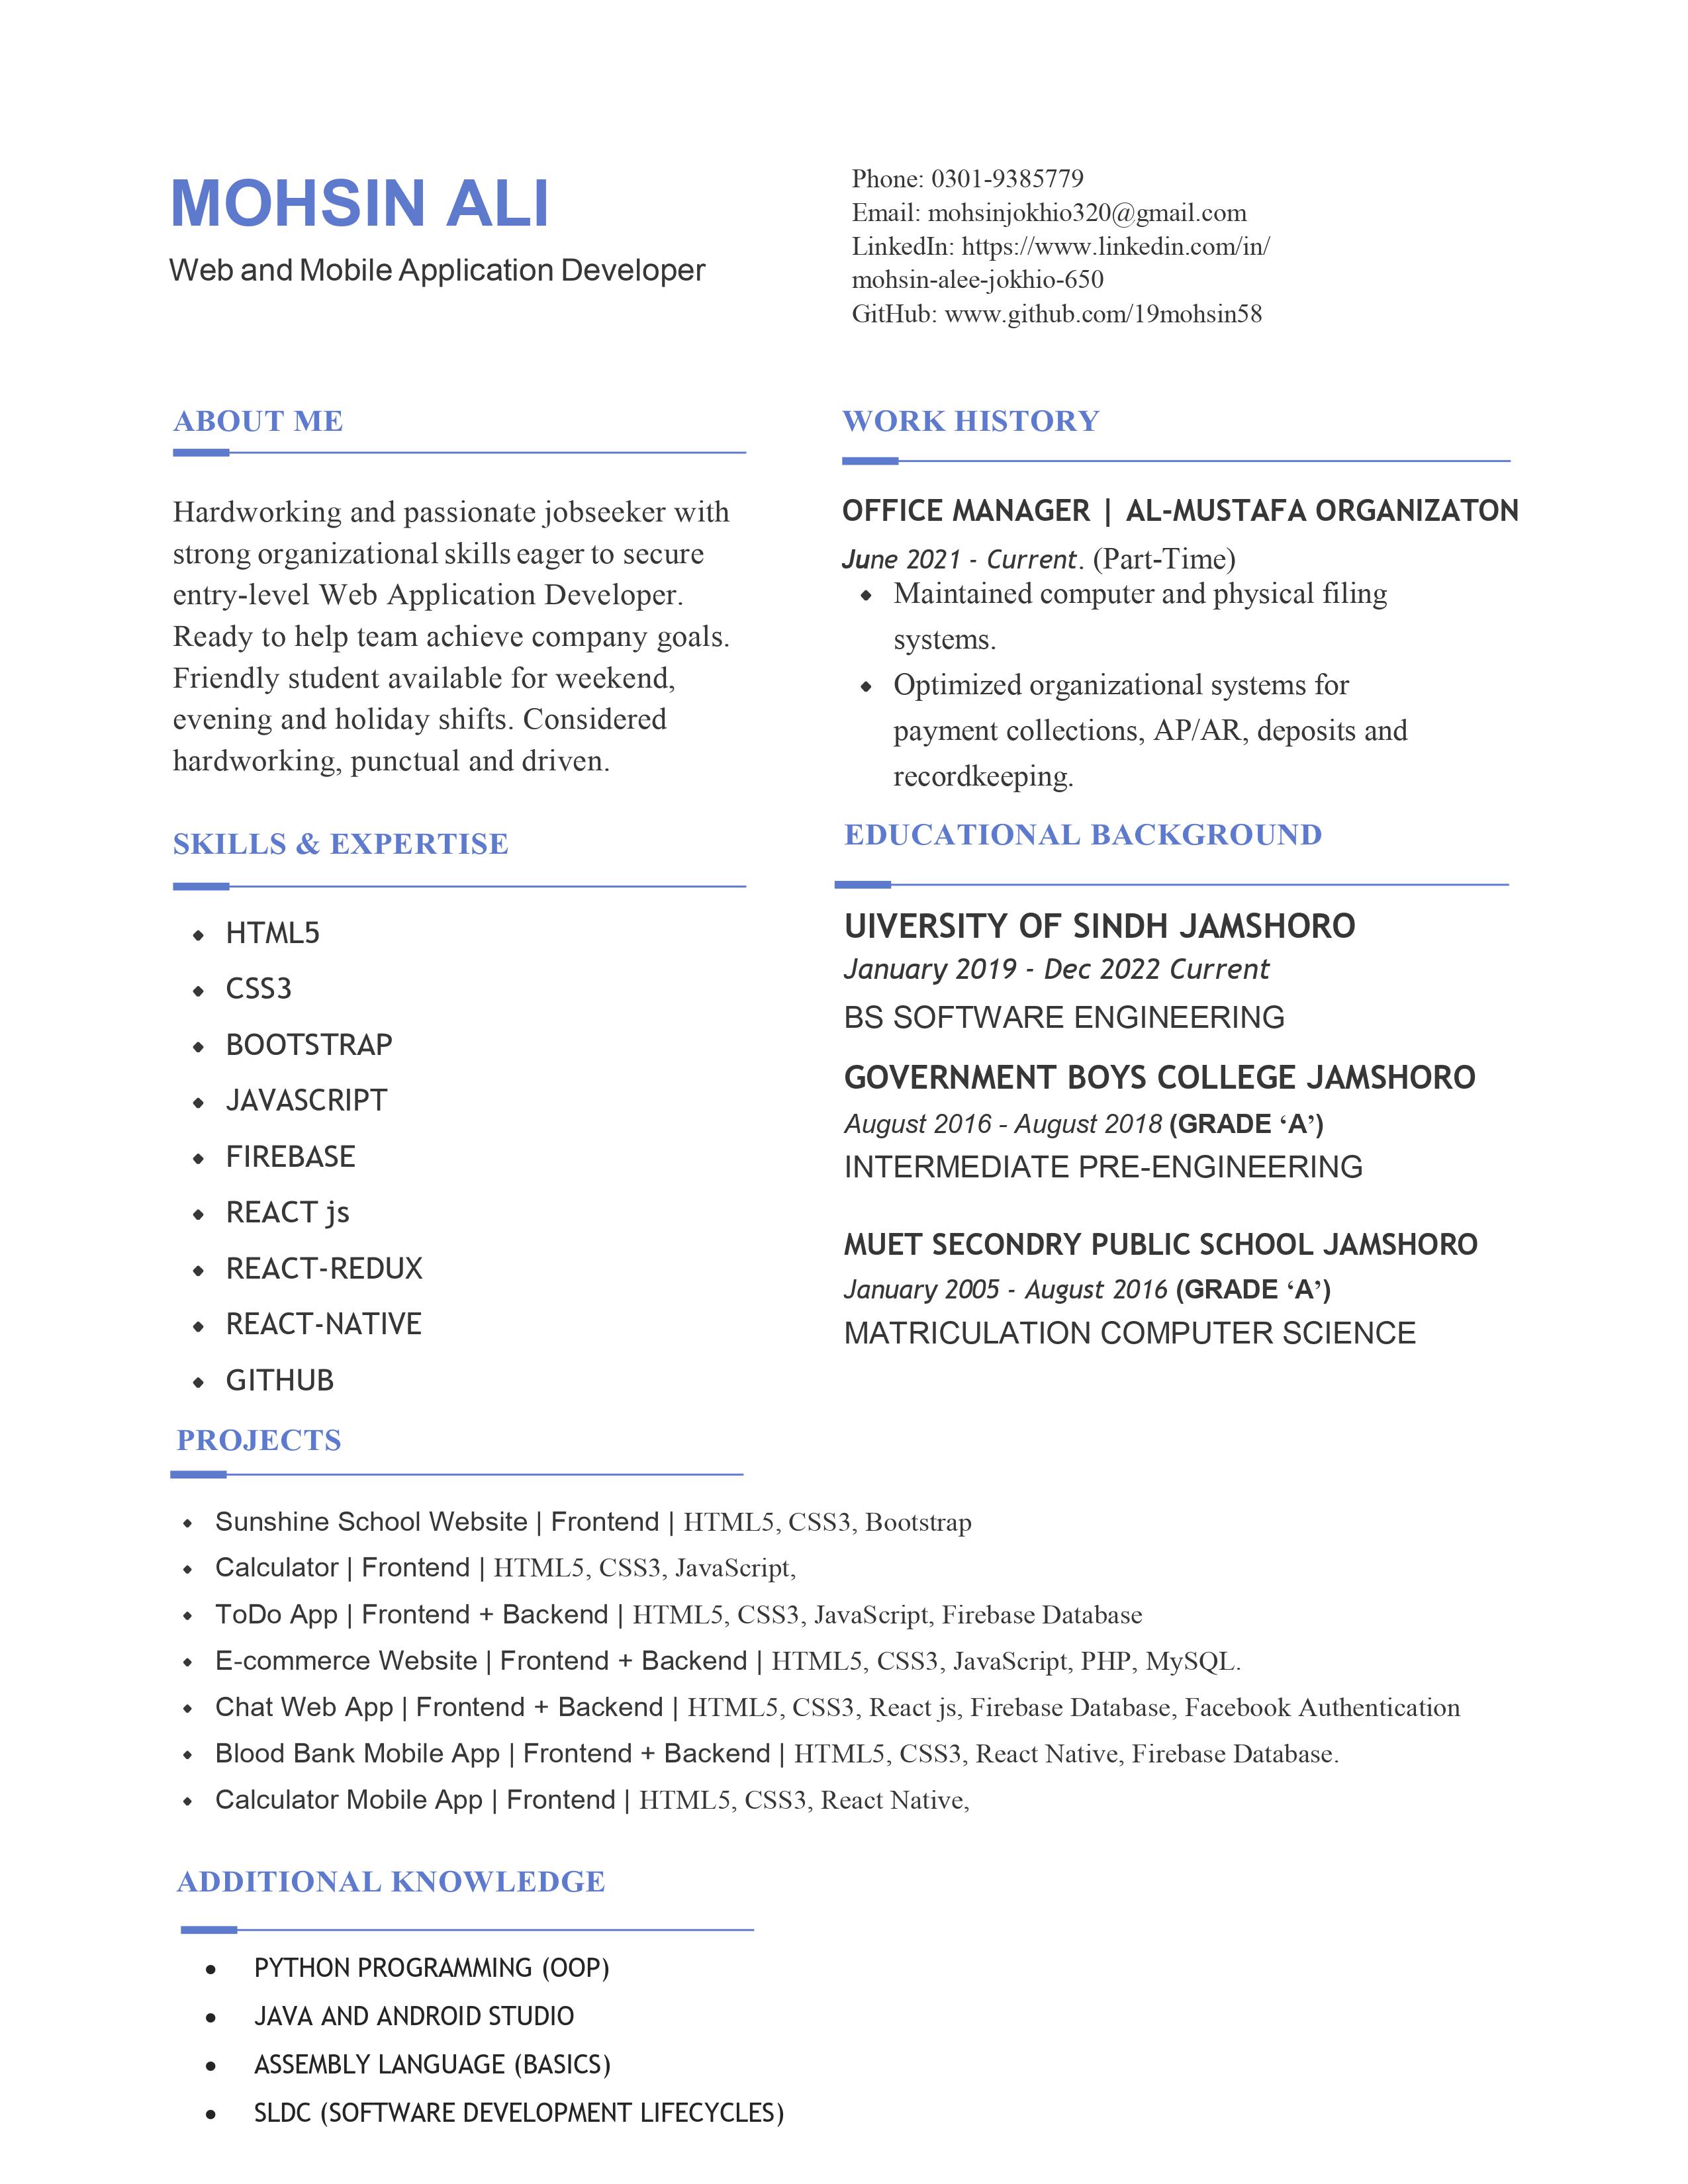 MOHSIN ALI
Web and Mobile Application Developer
Phone: 0301-9385779
Email: mohsinjokhio320@gmail.com
LinkedIn: https://www.linkedin.com/in/
mohsin-alee-jokhio-650
GitHub: www.github.com/19mohsin58
ABOUT ME
Hardworking and passionate jobseeker with
strong organizational skills eager to secure
entry-level Web Application Developer.
Ready to help team achieve company goals.
Friendly student available for weekend,
evening and holiday shifts. Considered
hardworking, punctual and driven.
SKILLS & EXPERTISE
• HTML5
• CSS3
• BOOTSTRAP
• JAVASCRIPT
• FIREBASE
• REACT js
• REACT-REDUX
• REACT-NATIVE
• GITHUB
WORK HISTORY
OFFICE MANAGER | AL-MUSTAFA ORGANIZATON
June 2021 - Current. (Part-Time)
• Maintained computer and physical filing
systems.
• Optimized organizational systems for
payment collections, AP/AR, deposits and
recordkeeping.
EDUCATIONAL BACKGROUND
UIVERSITY OF SINDH JAMSHORO
January 2019 - Dec 2022 Current
BS SOFTWARE ENGINEERING
GOVERNMENT BOYS COLLEGE JAMSHORO
August 2016 - August 2018 (GRADE ‘A’)
INTERMEDIATE PRE-ENGINEERING
MUET SECONDRY PUBLIC SCHOOL JAMSHORO
January 2005 - August 2016 (GRADE ‘A’)
MATRICULATION COMPUTER SCIENCE
PROJECTS
• Sunshine School Website | Frontend | HTML5, CSS3, Bootstrap
• Calculator | Frontend | HTML5, CSS3, JavaScript,
• ToDo App | Frontend + Backend | HTML5, CSS3, JavaScript, Firebase Database
• E-commerce Website | Frontend + Backend | HTML5, CSS3, JavaScript, PHP, MySQL.
• Chat Web App | Frontend + Backend | HTML5, CSS3, React js, Firebase Database, Facebook Authentication
• Blood Bank Mobile App | Frontend + Backend | HTML5, CSS3, React Native, Firebase Database.
• Calculator Mobile App | Frontend | HTML5, CSS3, React Native,
ADDITIONAL KNOWLEDGE
• PYTHON PROGRAMMING (OOP)
• JAVA AND ANDROID STUDIO
• ASSEMBLY LANGUAGE (BASICS)
• SLDC (SOFTWARE DEVELOPMENT LIFECYCLES)